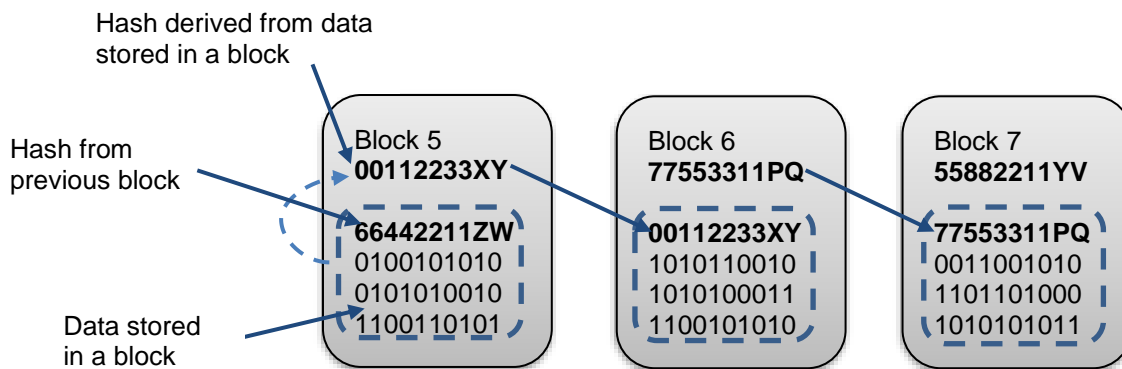 Hash derived from data
stored in a block
Hash from
previous block
Data stored
in a block
Block 5
00112233XY
66442211ZW
0100101010
0101010010
1100110101
Block 6
77553311PQ
00112233XY
1010110010
1010100011
1100101010
Block 7
55882211YV
77553311PQ
0011001010
1101101000
1010101011